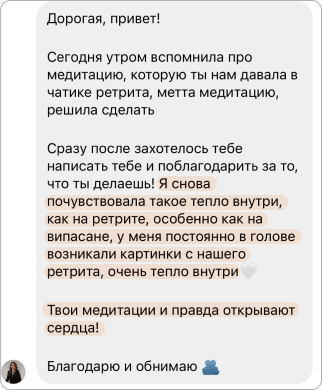 Дорогая, привет!
Сегодня утром вспомнила про
медитацию, которую ты нам давала в
чатике ретрита, метта медитацию,
решила сделать
Сразу после захотелось тебе
написать тебе и поблагодарить за то,
что ты делаешь! Я снова
почувствовала такое тепло внутри,
как на ретрите, особенно как на
випасане, у меня постоянно в голове
возникали картинки с нашего
ретрита, очень тепло внутри🤍
Твои медитации и правда открывают
сердца!
Благодарю и обнимаю 🫂